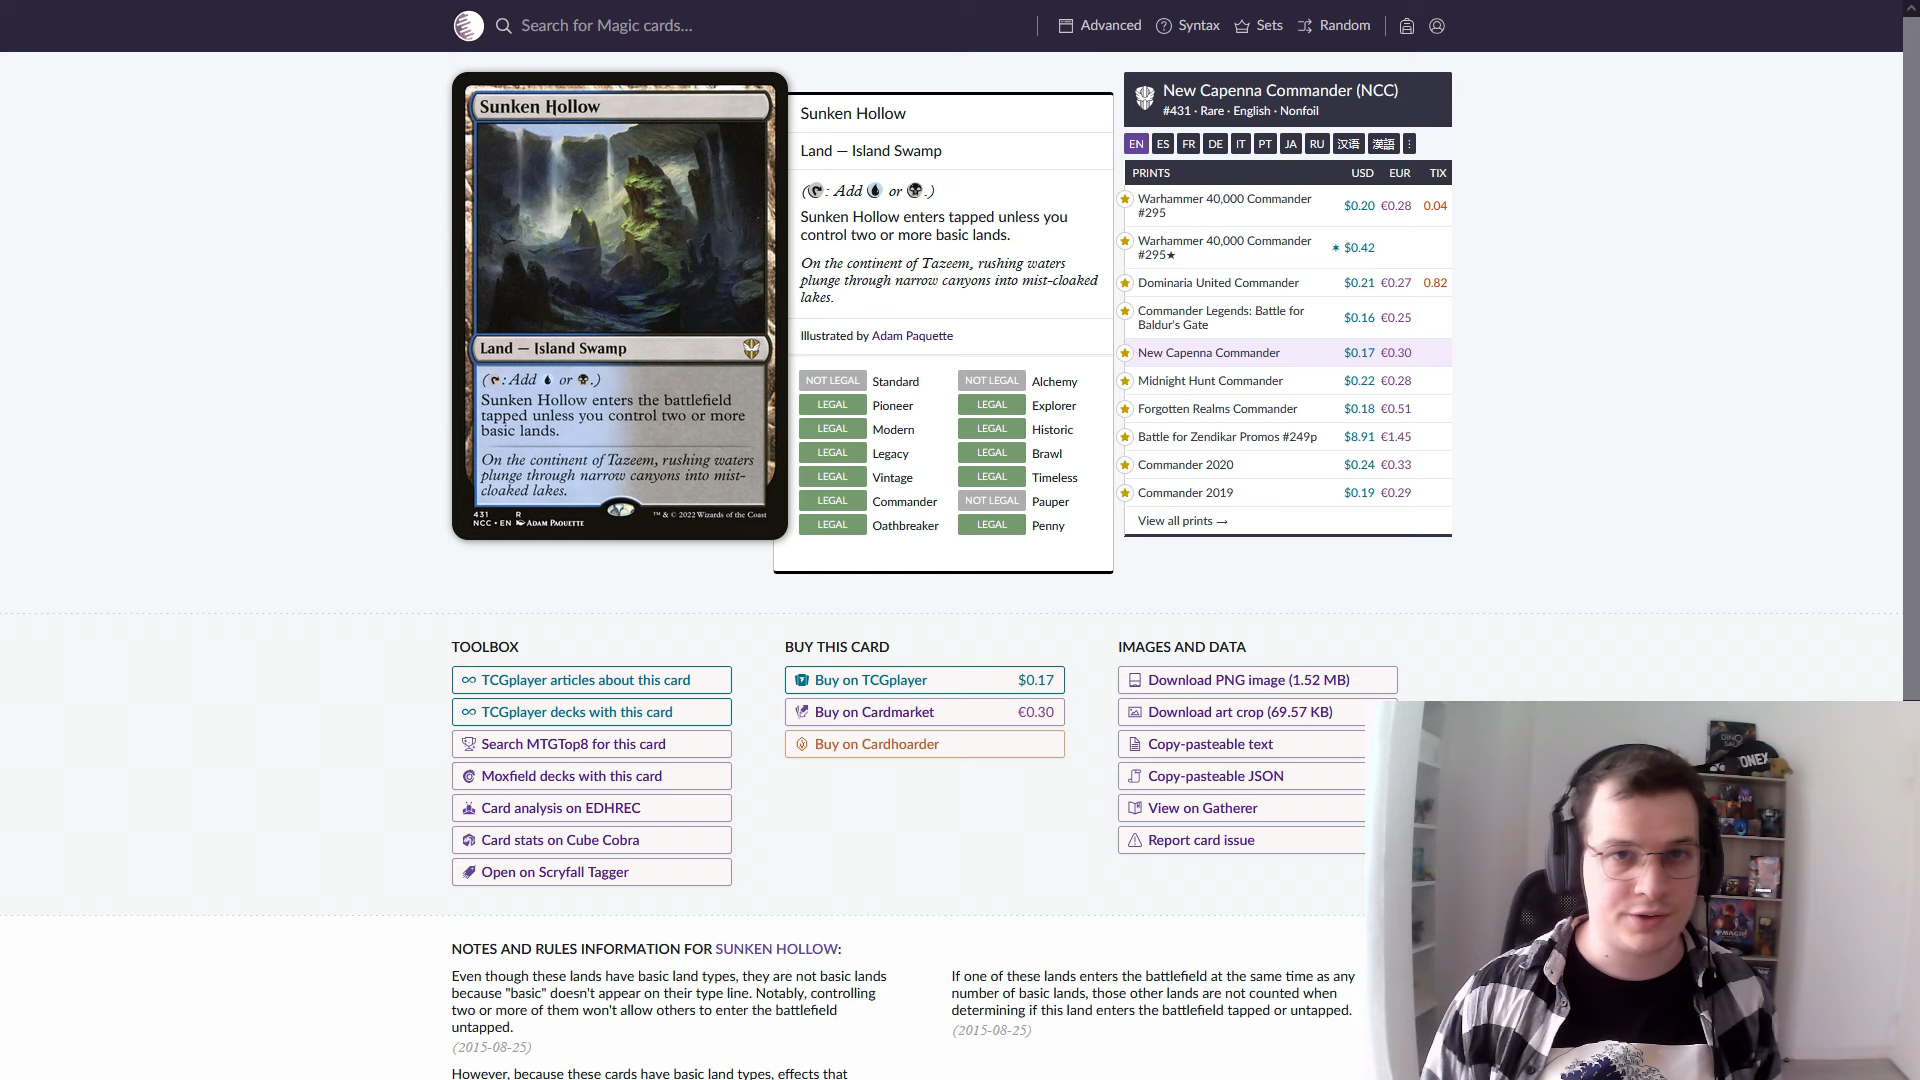 Search for Magic cards...
Advanced
Syntax
Sets
Random
Sunken Hollow
Land — Island Swamp
( : Add or .)
Sunken Hollow enters the battlefield
tapped unless you control two or more
basic lands.
On the continent of Tazeem, rushing waters
plunge through narrow canyons into mist-
cloaked lakes.
431 R
NCC • EN ADAM PAQUETTE
™ & © 2022 Wizards of the Coast
Sunken Hollow
Land — Island Swamp
( : Add or .)
Sunken Hollow enters tapped unless you
control two or more basic lands.
On the continent of Tazeem, rushing waters
plunge through narrow canyons into mist-cloaked
lakes.
Illustrated by Adam Paquette
NOT LEGAL Standard NOT LEGAL Alchemy
LEGAL Pioneer LEGAL Explorer
LEGAL Modern LEGAL Historic
LEGAL Legacy LEGAL Brawl
LEGAL Vintage LEGAL Timeless
LEGAL Commander NOT LEGAL Pauper
LEGAL Oathbreaker LEGAL Penny
New Capenna Commander (NCC)
#431 · Rare · English · Nonfoil
EN ES FR DE IT PT JA RU 汉语 漢語
PRINTS USD EUR TIX
Warhammer 40,000 Commander
#295 $0.20 €0.28 0.04
Warhammer 40,000 Commander
#295★ ✶ $0.42
Dominaria United Commander $0.21 €0.27 0.82
Commander Legends: Battle for
Baldur's Gate $0.16 €0.25
New Capenna Commander $0.17 €0.30
Midnight Hunt Commander $0.22 €0.28
Forgotten Realms Commander $0.18 €0.51
Battle for Zendikar Promos #249p $8.91 €1.45
Commander 2020 $0.24 €0.33
Commander 2019 $0.19 €0.29
View all prints →
TOOLBOX
TCGplayer articles about this card
TCGplayer decks with this card
Search MTGTop8 for this card
Moxfield decks with this card
Card analysis on EDHREC
Card stats on Cube Cobra
Open on Scryfall Tagger
BUY THIS CARD
Buy on TCGplayer $0.17
Buy on Cardmarket €0.30
Buy on Cardhoarder
IMAGES AND DATA
Download PNG image (1.52 MB)
Download art crop (69.57 KB)
Copy-pasteable text
Copy-pasteable JSON
View on Gatherer
Report card issue
DINO
YONEX
MAGIC
NOTES AND RULES INFORMATION FOR SUNKEN HOLLOW:
Even though these lands have basic land types, they are not basic lands
because "basic" doesn't appear on their type line. Notably, controlling
two or more of them won't allow others to enter the battlefield
untapped.
(2015-08-25)
However, because these cards have basic land types, effects that
If one of these lands enters the battlefield at the same time as any
number of basic lands, those other lands are not counted when
determining if this land enters the battlefield tapped or untapped.
(2015-08-25)